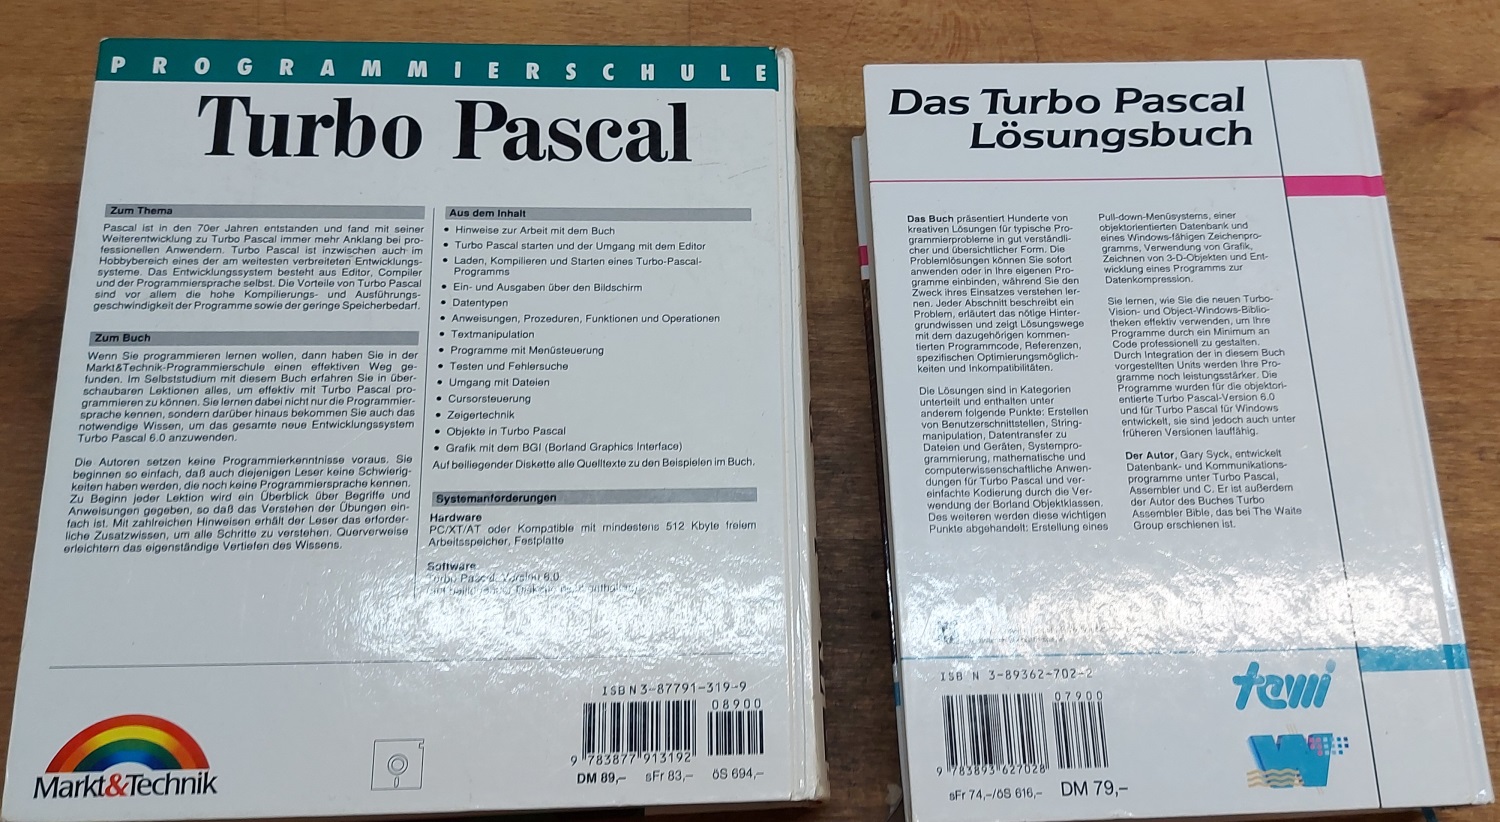 PROGRAMMIERSCHULE
Turbo Pascal
Zum Thema
Pascal ist in den 70er Jahren entstanden und fand mit seiner
Weiterentwicklung zu Turbo Pascal immer mehr Anklang bei pro-
fessionellen Anwendern. Turbo Pascal ist inzwischen auch im
Hobbybereich eines der am weitesten verbreiteten Entwicklungs-
systeme. Das Entwicklungssystem besteht aus Editor, Compiler
und der Programmiersprache selbst. Die Vorteile von Turbo Pascal
sind vor allem die hohe Kompilierungs- und Ausführungs-
geschwindigkeit der Programme sowie der geringe Speicherbedarf.
Zum Buch
Wenn Sie programmieren lernen wollen, dann haben Sie in der
Markt&Technik-Programmierschule einen effektiven Weg ge-
funden. Im Selbststudium mit diesem Buch erfahren Sie in über-
schaubaren Lektionen alles, um effektiv mit Turbo Pascal pro-
grammieren zu können. Sie lernen dabei nicht nur die Programmier-
sprache kennen, sondern darüber hinaus bekommen Sie auch das
notwendige Wissen, um das gesamte neue Entwicklungssystem
Turbo Pascal 6.0 anzuwenden.
Die Autoren setzen keine Programmierkenntnisse voraus. Sie
beginnen so einfach, daß auch diejenigen Leser keine Schwierig-
keiten haben werden, die noch keine Programmiersprache kennen.
Zu Beginn jeder Lektion wird ein Überblick über Begriffe und
Anweisungen gegeben, so daß das Verstehen der Übungen ein-
fach ist. Mit zahlreichen Hinweisen erhält der Leser das erforder-
liche Zusatzwissen, um alle Schritte zu verstehen. Querverweise
erleichtern das eigenständige Vertiefen des Wissens.
Aus dem Inhalt
• Hinweise zur Arbeit mit dem Buch
• Turbo Pascal starten und der Umgang mit dem Editor
• Laden, Kompilieren und Starten eines Turbo-Pascal-
Programms
• Ein- und Ausgaben über den Bildschirm
• Datentypen
• Anweisungen, Prozeduren, Funktionen und Operationen
• Textmanipulation
• Programme mit Menüsteuerung
• Testen und Fehlersuche
• Umgang mit Dateien
• Cursorsteuerung
• Zeigertechnik
• Objekte in Turbo Pascal
• Grafik mit dem BGI (Borland Graphics Interface)
Auf beiliegender Diskette alle Quelltexte zu den Beispielen im Buch.
Systemanforderungen
Hardware
PC/XT/AT oder Kompatible mit mindestens 512 Kbyte freiem
Arbeitsspeicher, Festplatte
Software
Turbo Pascal, Version 6.0
ISBN 3-87791-319-9
08900
9 783877 913192
DM 89,– sFr 83,– öS 694,–
Markt&Technik
Das Turbo Pascal
Lösungsbuch
Das Buch präsentiert Hunderte von
kreativen Lösungen für typische Pro-
grammierprobleme in gut verständli-
cher und übersichtlicher Form. Die
Problemlösungen können Sie sofort
anwenden oder in Ihre eigenen Pro-
gramme einbinden, während Sie den
Zweck ihres Einsatzes verstehen ler-
nen. Jeder Abschnitt beschreibt ein
Problem, erläutert das nötige Hinter-
grundwissen und zeigt Lösungswege
mit dem dazugehörigen kommen-
tierten Programmcode, Referenzen,
spezifischen Optimierungsmöglich-
keiten und Inkompatibilitäten.
Die Lösungen sind in Kategorien
unterteilt und enthalten unter
anderem folgende Punkte: Erstellen
von Benutzerschnittstellen, String-
manipulation, Datentransfer zu
Dateien und Geräten, Systempro-
grammierung, mathematische und
computerwissenschaftliche Anwen-
dungen für Turbo Pascal und ver-
einfachte Kodierung durch die Ver-
wendung der Borland Objektklassen.
Des weiteren werden diese wichtigen
Punkte abgehandelt: Erstellung eines
Pull-down-Menüsystems, einer
objektorientierten Datenbank und
eines Windows-fähigen Zeichenpro-
gramms, Verwendung von Grafik,
Zeichnen von 3-D-Objekten und Ent-
wicklung eines Programms zur
Datenkompression.
Sie lernen, wie Sie die neuen Turbo-
Vision- und Object-Windows-Biblio-
theken effektiv verwenden, um Ihre
Programme durch ein Minimum an
Code professionell zu gestalten.
Durch Integration der in diesem Buch
vorgestellten Units werden Ihre Pro-
gramme noch leistungsstärker. Die
Programme wurden für die objektori-
entierte Turbo Pascal-Version 6.0
und für Turbo Pascal für Windows
entwickelt, sie sind jedoch auch unter
früheren Versionen lauffähig.
Der Autor, Gary Syck, entwickelt
Datenbank- und Kommunikations-
programme unter Turbo Pascal,
Assembler und C. Er ist außerdem
der Autor des Buches Turbo
Assembler Bible, das bei The Waite
Group erschienen ist.
ISBN 3-89362-702-2
07900
9 783893 627028
sFr 74,–/öS 616,– DM 79,–
tewi